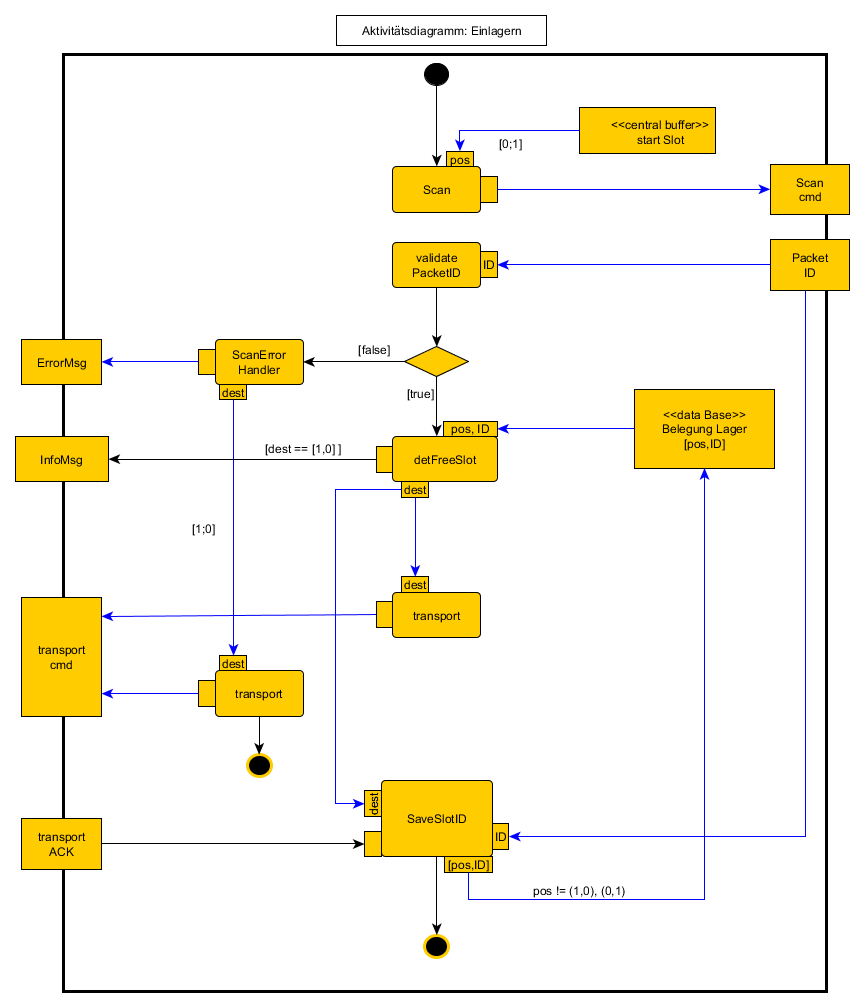 Aktivitätsdiagramm: Einlagern
<<central buffer>>
start Slot
[0;1]
pos
Scan
Scan
cmd
validate
PacketID
ID
Packet
ID
[false]
ScanError
Handler
ErrorMsg
dest
[true]
pos, ID
<<data Base>>
Belegung Lager
[pos,ID]
[dest == [1,0] ]
InfoMsg
detFreeSlot
dest
[1;0]
dest
transport
transport
cmd
dest
transport
dest
SaveSlotID
transport
ACK
ID
[pos,ID]
pos != (1,0), (0,1)